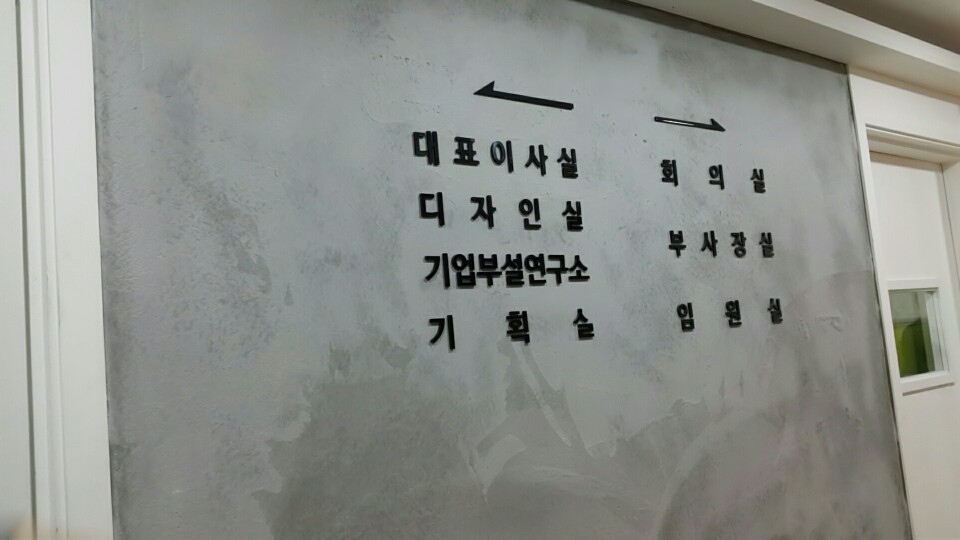 대표이사실
디자인실
기업부설연구소
기획실
회의실
부사장실
임원실